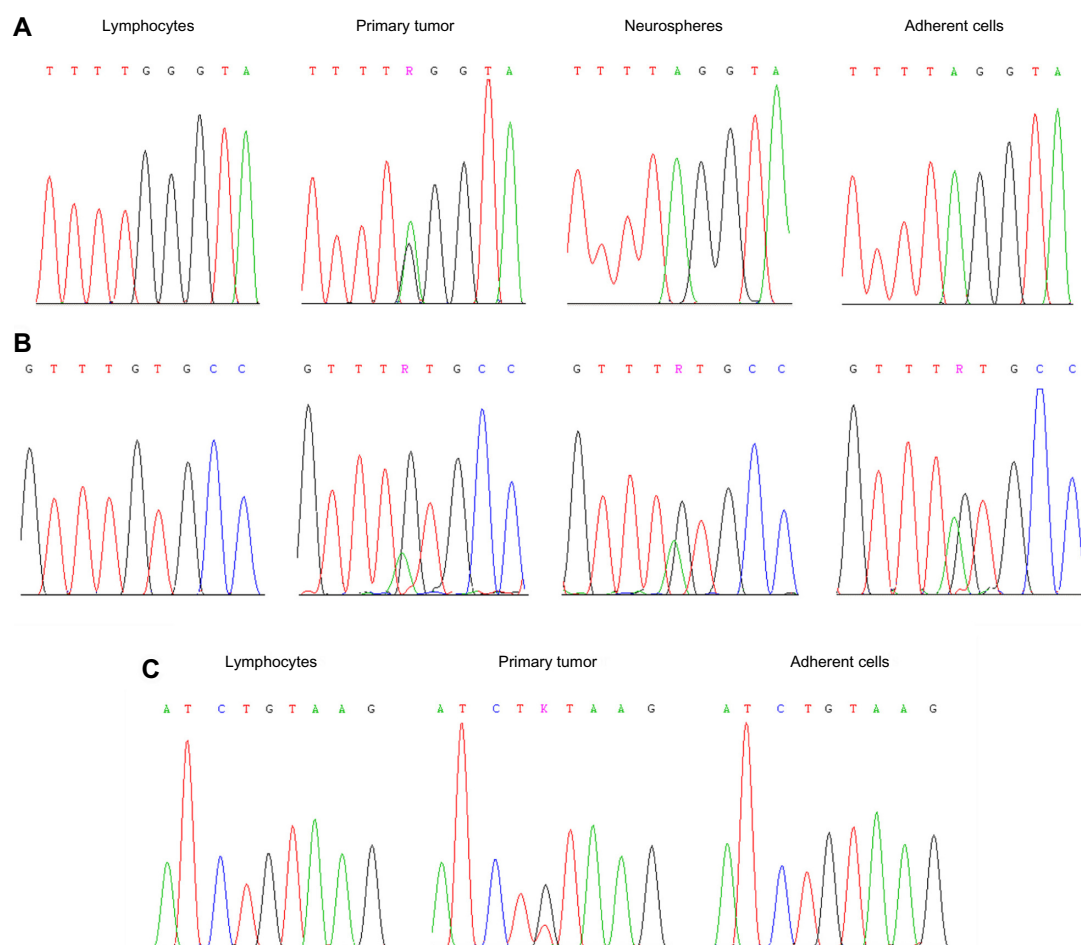 A Lymphocytes Primary tumor Neurospheres Adherent cells
T T T T G G G T A T T T T R G G T A T T T T A G G T A T T T T A G G T A
B
G T T T G T G C C G T T T R T G C C G T T T R T G C C G T T T R T G C C
C Lymphocytes Primary tumor Adherent cells
A T C T G T A A G A T C T K T A A G A T C T G T A A G